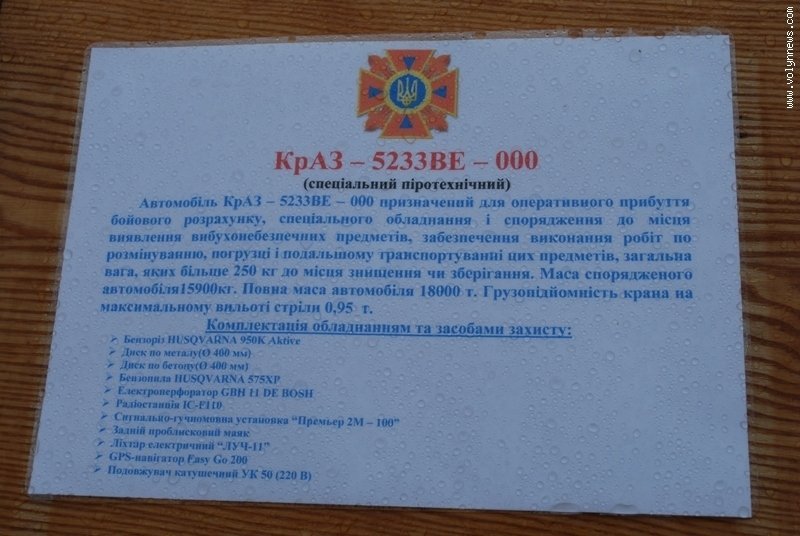 www.volynnews.com
КрАЗ – 5233ВЕ – 000
(спеціальний піротехнічний)
Автомобіль КрАЗ – 5233ВЕ – 000 призначений для оперативного прибуття
бойового розрахунку, спеціального обладнання і спорядження до місця
виявлення вибухонебезпечних предметів, забезпечення виконання робіт по
розмінуванню, погрузці і подальшому транспортуванні цих предметів, загальна
вага, яких більше 250 кг до місця знищення чи зберігання. Маса спорядженого
автомобіля15900кг. Повна маса автомобіля 18000 т. Грузопідйомність крана на
максимальному вильоті стріли 0,95 т.
Комплектація обладнанням та засобами захисту:
➢ Бензоріз HUSQVARNA 950K Aktive
➢ Диск по металу(Ø 400 мм)
➢ Диск по бетону(Ø 400 мм)
➢ Бензопила HUSQVARNA 575XP
➢ Електроперфоратор GBH 11 DE BOSH
➢ Радіостанція IC-F110
➢ Сигнально-гучномовна установка “Премьер 2М – 100”
➢ Задній проблисковий маяк
➢ Ліхтар електричний “ЛУЧ-11”
➢ GPS-навігатор Easy Go 200
➢ Подовжувач катушечний УК 50 (220 В)